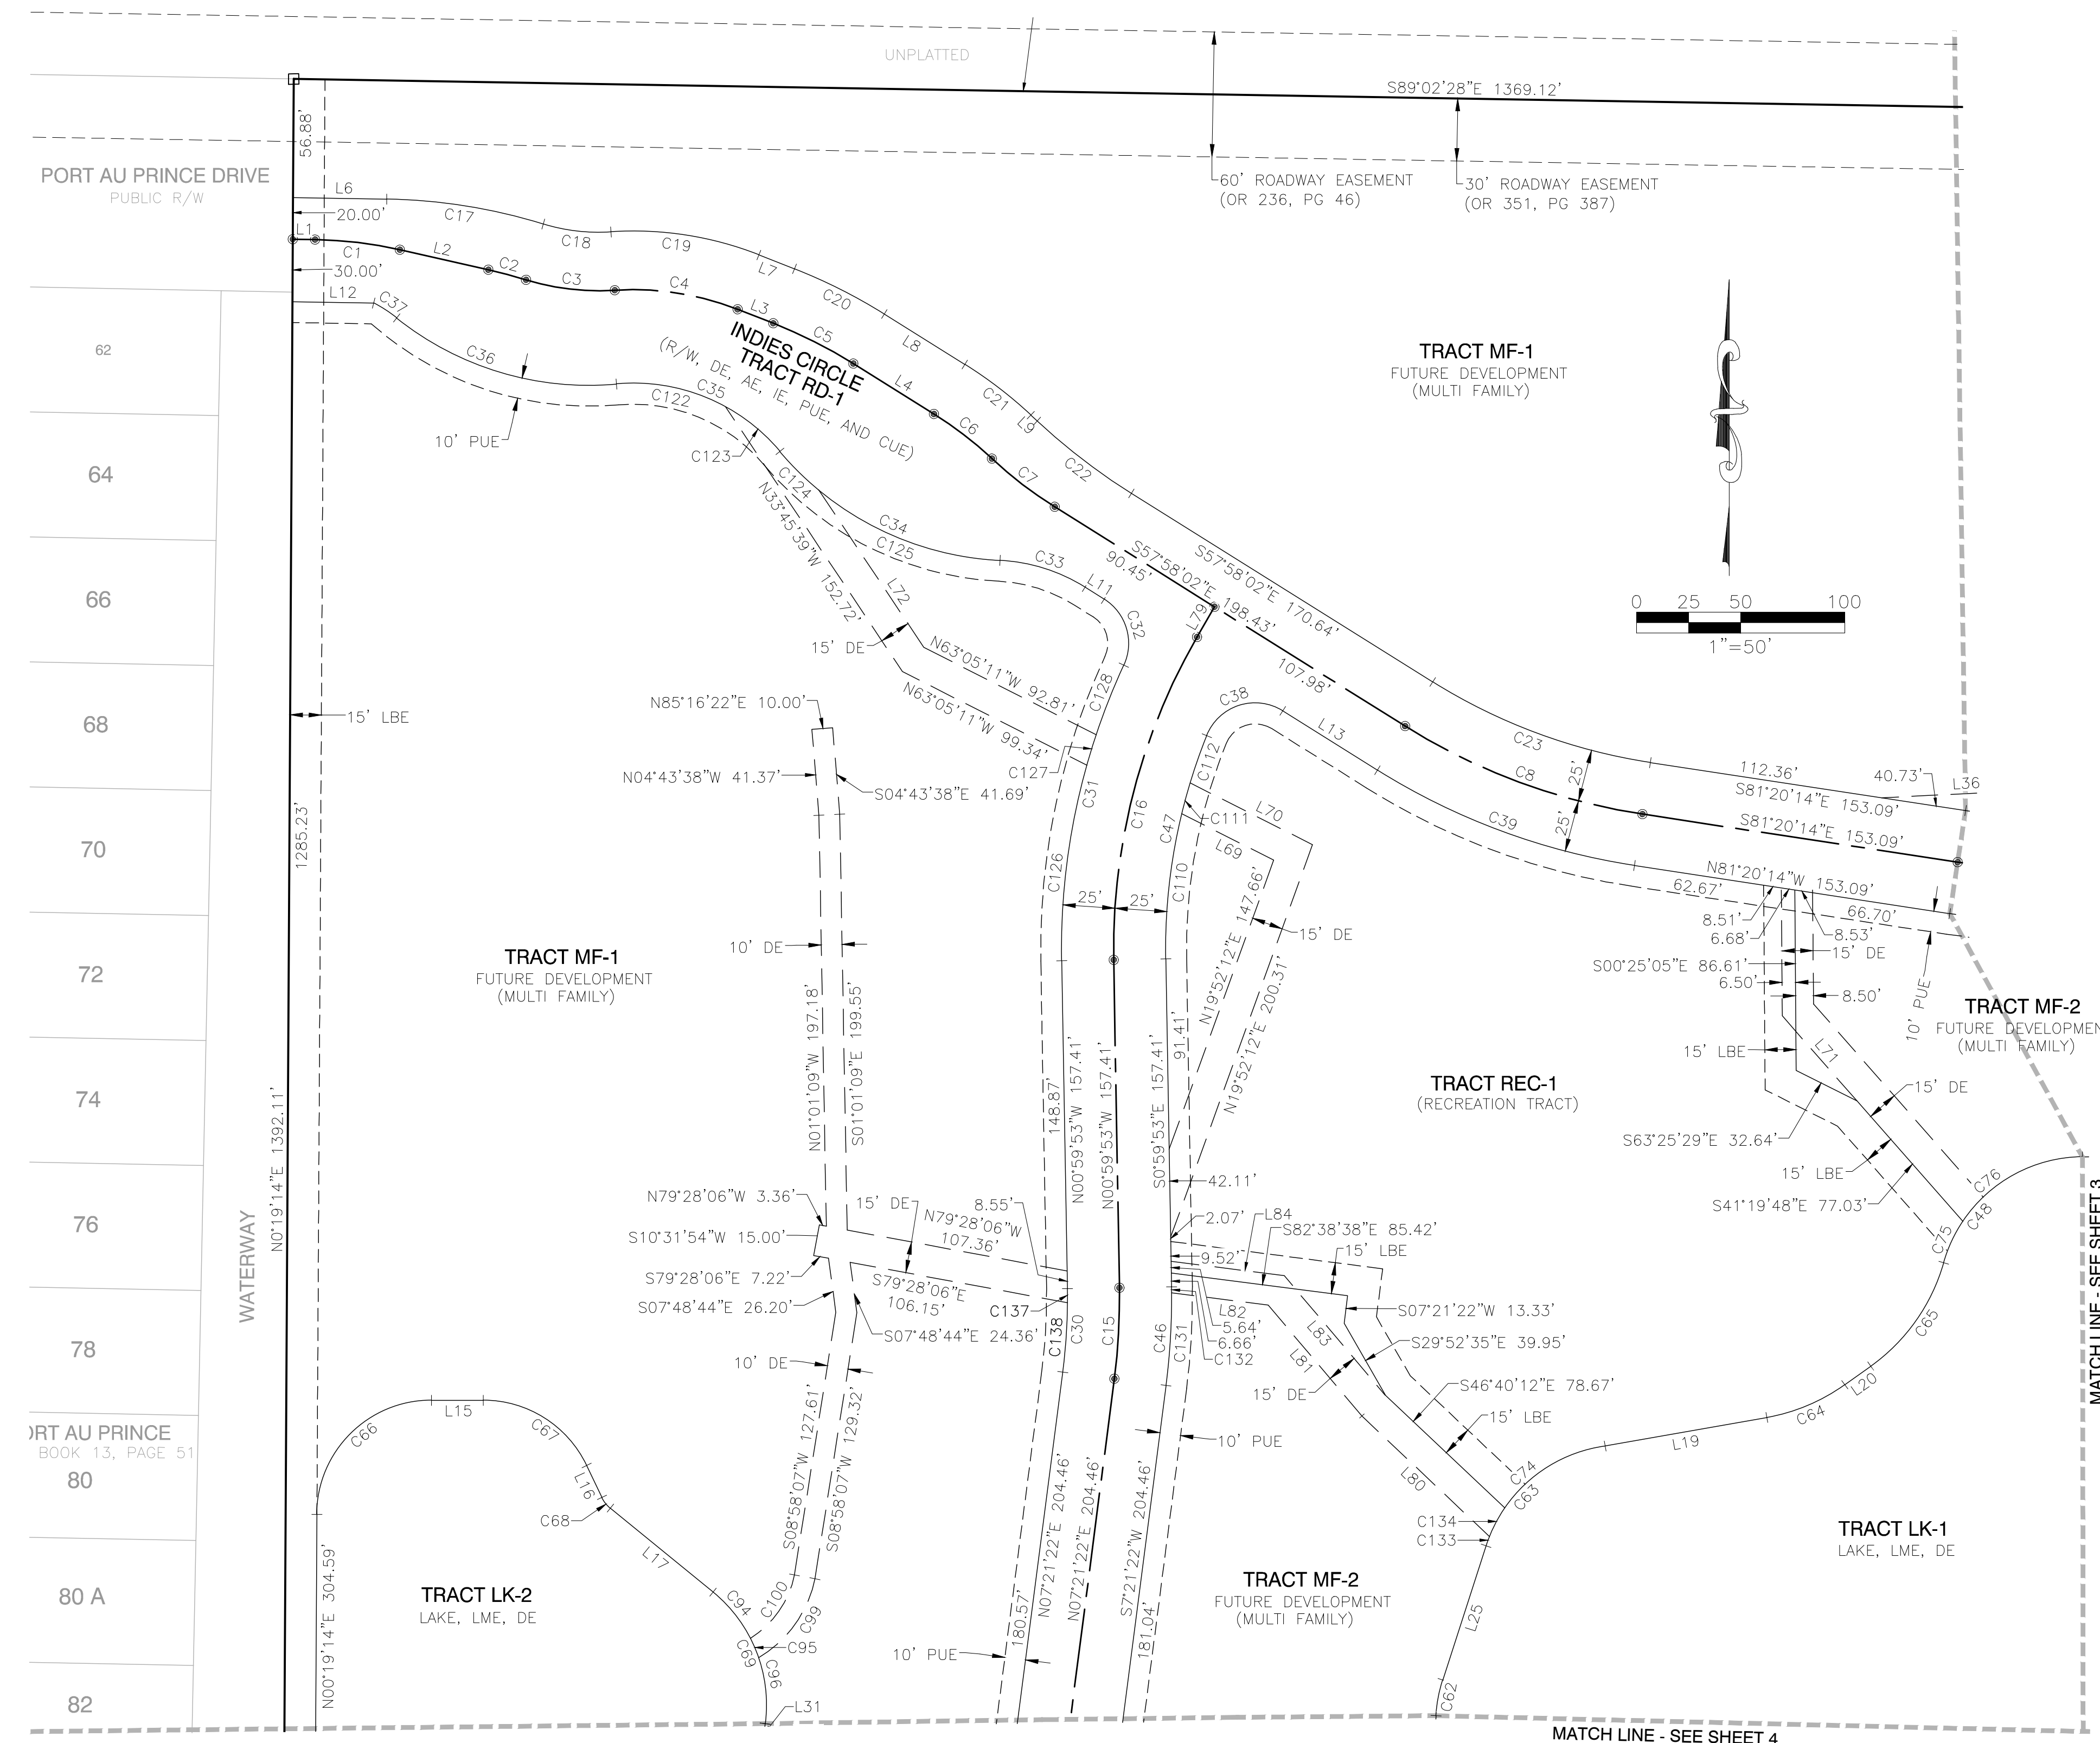 UNPLATTED
S89°02'28"E 1369.12'
56.88'
PORT AU PRINCE DRIVE
PUBLIC R/W
60' ROADWAY EASEMENT
(OR 236, PG 46)
30' ROADWAY EASEMENT
(OR 351, PG 387)
L6
20.00'
C17
C18
C19
L1
C1
L2
C2
C3
C4
L7
C20
30.00'
L12
C37
L3
C5
L8
INDIES CIRCLE
TRACT RD-1
(R/W, DE, AE, IE, PUE, AND CUE)
L4
C21
L9
C36
C35
C122
10' PUE
C123
C124
C6
C7
C22
TRACT MF-1
FUTURE DEVELOPMENT
(MULTI FAMILY)
0 25 50 100
1"=50'
62
64
66
68
70
72
74
76
78
PORT AU PRINCE
BOOK 13, PAGE 51
80
80 A
82
WATERWAY
N0°19'14"E 1392.11'
1285.23'
15' LBE
N33°45'39"W 152.72'
C34
C125
C33
L11
C32
L72
15' DE
N63°05'11"W 92.81'
N63°05'11"W 99.34'
C128
C127
C31
S57°58'02"E 198.43'
90.45'
S57°58'02"E 170.64'
L79
107.98'
C38
L13
C112
C16
C47
C111
L70
L69
C110
C126
C23
C8
C39
25'
25'
112.36'
S81°20'14"E 153.09'
40.73'
L36
S81°20'14"E 153.09'
N81°20'14"W 153.09'
62.67'
66.70'
8.51'
6.68'
8.53'
15' DE
S00°25'05"E 86.61'
6.50'
8.50'
10' PUE
TRACT MF-2
FUTURE DEVELOPMEN
(MULTI FAMILY)
15' LBE
L71
15' DE
S63°25'29"E 32.64'
15' LBE
S41°19'48"E 77.03'
C76
C48
C75
C65
L20
C64
L19
N85°16'22"E 10.00'
N04°43'38"W 41.37'
S04°43'38"E 41.69'
10' DE
TRACT MF-1
FUTURE DEVELOPMENT
(MULTI FAMILY)
N01°01'09"W 197.18'
S01°01'09"E 199.55'
25'
25'
N19°52'12"E 147.66'
N19°52'12"E 200.31'
15' DE
148.87'
N00°59'53"W 157.41'
N00°59'53"W 157.41'
S0°59'53"E 157.41'
91.41'
TRACT REC-1
(RECREATION TRACT)
42.11'
2.07'
L84
S82°38'38"E 85.42'
15' LBE
9.52'
N79°28'06"W 3.36'
15' DE
8.55'
S10°31'54"W 15.00'
N79°28'06"W
107.36'
S79°28'06"E 7.22'
S79°28'06"E
106.15'
S07°48'44"E 26.20'
S07°48'44"E 24.36'
C137
C138
C30
C15
C46
C131
L82
5.64'
6.66'
C132
L83
L81
S07°21'22"W 13.33'
S29°52'35"E 39.95'
10' DE
15' DE
S46°40'12"E 78.67'
15' LBE
10' PUE
L80
C74
C63
C134
C133
L25
C62
S08°58'07"W 127.61'
S08°58'07"W 129.32'
C66
L15
C67
L16
C68
L17
C94
C100
C99
C95
C69
C96
L31
N00°19'14"E 304.59'
TRACT LK-2
LAKE, LME, DE
10' PUE
180.57'
N07°21'22"E 204.46'
N07°21'22"E 204.46'
S7°21'22"W 204.46'
181.04'
TRACT MF-2
FUTURE DEVELOPMENT
(MULTI FAMILY)
TRACT LK-1
LAKE, LME, DE
MATCH LINE - SEE SHEET 3
MATCH LINE - SEE SHEET 4